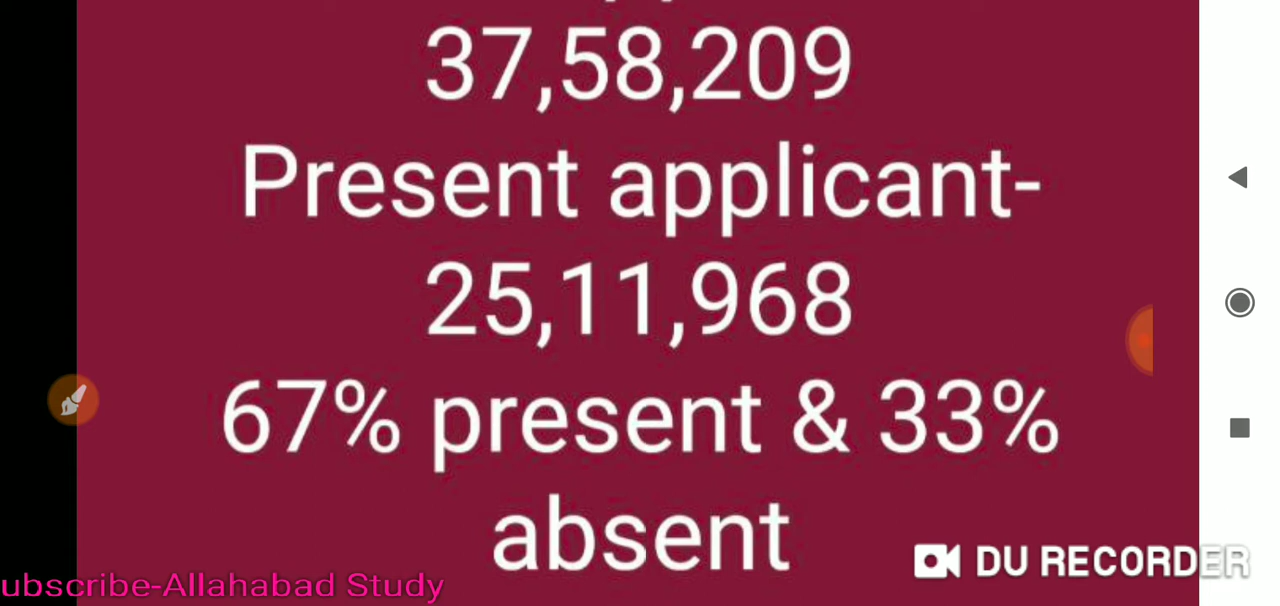 37,58,209
Present applicant-
25,11,968
67% present & 33%
absent
DU RECORDER
ubscribe-Allahabad Study